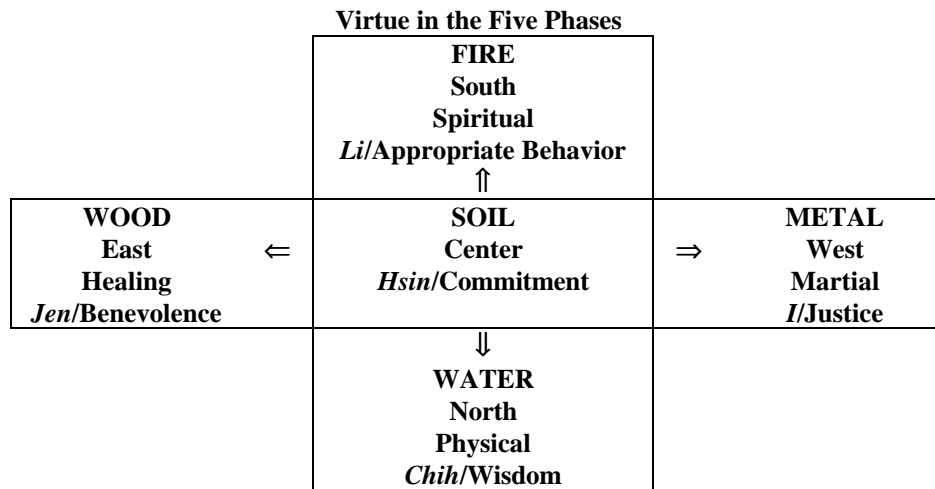 Virtue in the Five Phases
FIRE
South
Spiritual
Li/Appropriate Behavior
⇑
WOOD SOIL METAL
East ⇐ Center ⇒ West
Healing Hsin/Commitment Martial
Jen/Benevolence I/Justice
⇓
WATER
North
Physical
Chih/Wisdom